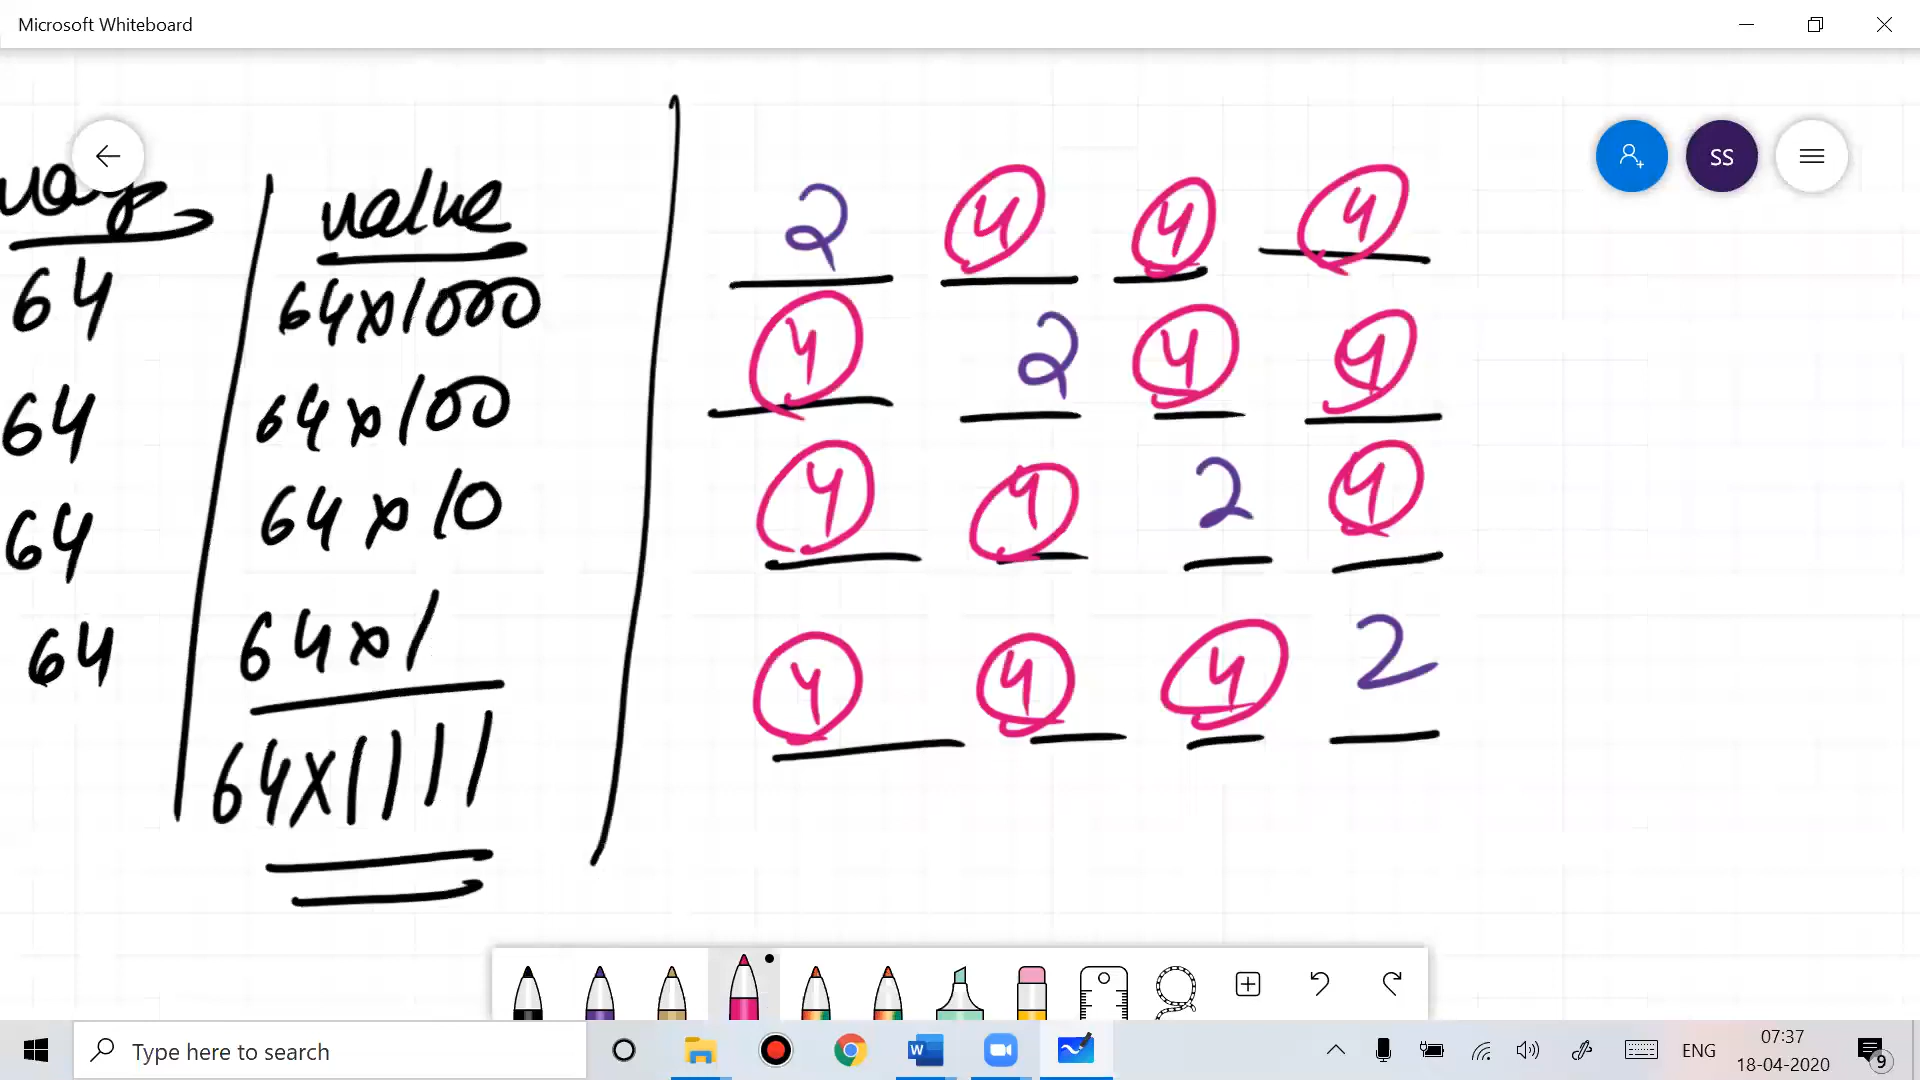 Microsoft Whiteboard
SS
value
64 64x1000
64 64x100
64 64x10
64 64x1
64x1111
2 4 4 4
4 2 4 4
4 4 2 4
4 4 4 2
Type here to search
ENG
07:37
18-04-2020
9